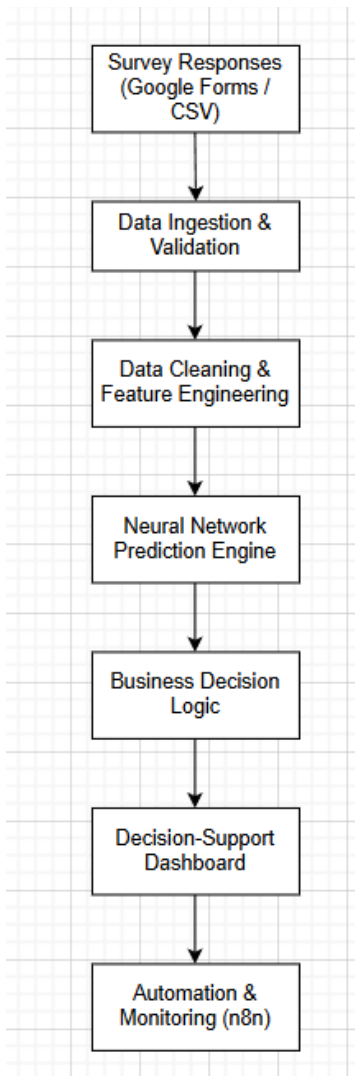 Survey Responses
(Google Forms /
CSV)
Data Ingestion &
Validation
Data Cleaning &
Feature Engineering
Neural Network
Prediction Engine
Business Decision
Logic
Decision-Support
Dashboard
Automation &
Monitoring (n8n)